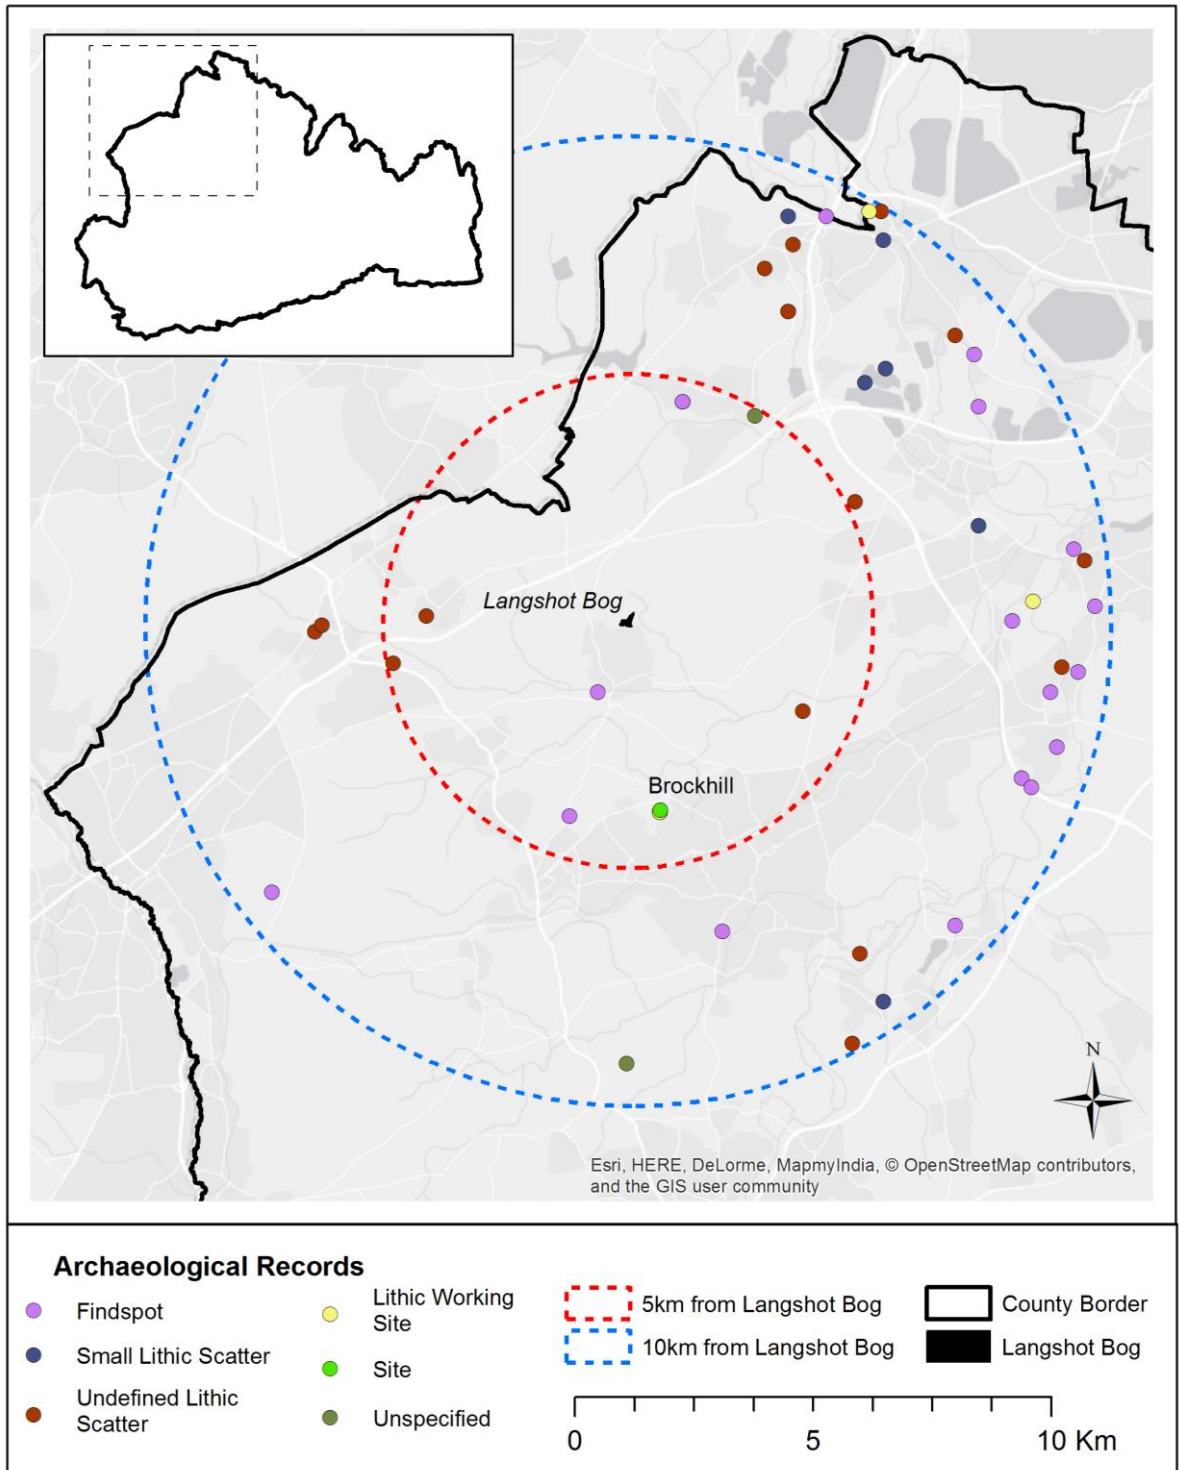 Langshot Bog
Brockhill
N
Esri, HERE, DeLorme, MapmyIndia, © OpenStreetMap contributors,
and the GIS user community
Archaeological Records
Findspot
Small Lithic Scatter
Undefined Lithic
Scatter
Lithic Working
Site
Site
Unspecified
5km from Langshot Bog
10km from Langshot Bog
County Border
Langshot Bog
0 5 10 Km